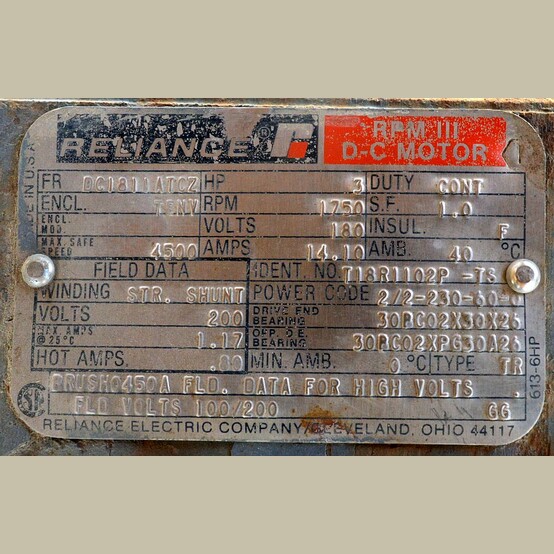 RELIANCE® RPM III
D-C MOTOR
MADE IN U.S.A.
FR DC1811ATCZ HP 3 DUTY CONT
ENCL. TENV RPM 1750 S.F. 1.0
ENCL. MOD. VOLTS 180 INSUL. F
MAX. SAFE SPEED 4500 AMPS 14.10 AMB. 40 °C
FIELD DATA IDENT. NO. T18R1102P -TS
WINDING STR. SHUNT POWER CODE 2/2-230-60-0
VOLTS 200 DRIVE END BEARING 30BC02X30X26
MAX AMPS @25°C 1.17 OPP. D.E. BEARING 30BC02XPG30A26
HOT AMPS. .80 MIN. AMB. 0 °C TYPE TR
BRUSH0450A FLD. DATA FOR HIGH VOLTS .
FLD VOLTS 100/200 GG
613-6HP
RELIANCE ELECTRIC COMPANY/CLEVELAND, OHIO 44117